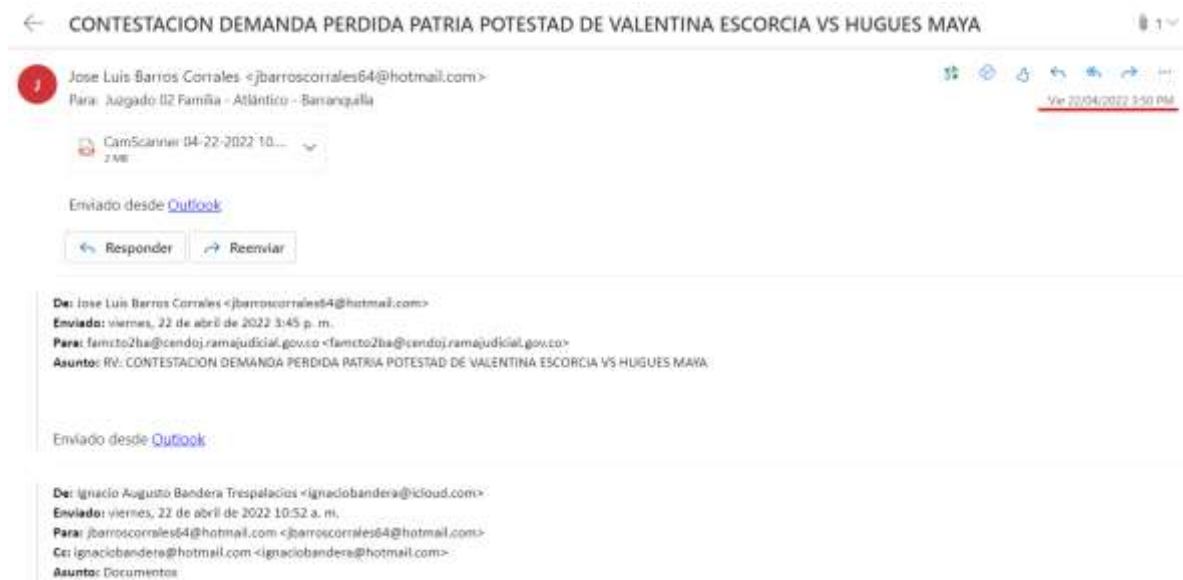 CONTESTACION DEMANDA PERDIDA PATRIA POTESTAD DE VALENTINA ESCORCIA VS HUGUES MAYA
1
J
Jose Luis Barros Corrales <jbarroscorrales64@hotmail.com>
Para: Juzgado 02 Familia - Atlántico - Barranquilla
Vie 22/04/2022 3:50 PM
CamScanner 04-22-2022 10....
2 MB
Enviado desde Outlook
Responder
Reenviar
De: Jose Luis Barros Corrales <jbarroscorrales64@hotmail.com>
Enviado: viernes, 22 de abril de 2022 3:45 p. m.
Para: famcto2ba@cendoj.ramajudicial.gov.co <famcto2ba@cendoj.ramajudicial.gov.co>
Asunto: RV: CONTESTACION DEMANDA PERDIDA PATRIA POTESTAD DE VALENTINA ESCORCIA VS HUGUES MAYA
Enviado desde Outlook
De: Ignacio Augusto Bandera Trespalacios <ignaciobandera@icloud.com>
Enviado: viernes, 22 de abril de 2022 10:52 a. m.
Para: jbarroscorrales64@hotmail.com <jbarroscorrales64@hotmail.com>
Cc: ignaciobandera@hotmail.com <ignaciobandera@hotmail.com>
Asunto: Documentos